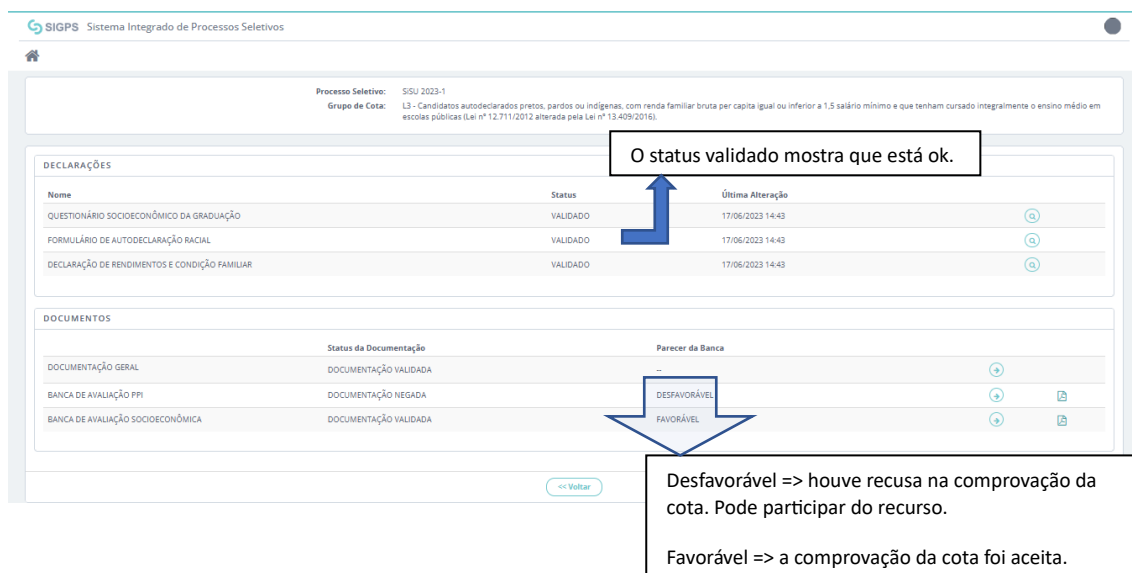 SIGPS Sistema Integrado de Processos Seletivos
Processo Seletivo: SiSU 2023-1
Grupo de Cota: L3 - Candidatos autodeclarados pretos, pardos ou indígenas, com renda familiar bruta per capita igual ou inferior a 1,5 salário mínimo e que tenham cursado integralmente o ensino médio em
escolas públicas (Lei nº 12.711/2012 alterada pela Lei nº 13.409/2016).
O status validado mostra que está ok.
DECLARAÇÕES
Nome Status Última Alteração
QUESTIONÁRIO SOCIOECONÔMICO DA GRADUAÇÃO VALIDADO 17/06/2023 14:43
FORMULÁRIO DE AUTODECLARAÇÃO RACIAL VALIDADO 17/06/2023 14:43
DECLARAÇÃO DE RENDIMENTOS E CONDIÇÃO FAMILIAR VALIDADO 17/06/2023 14:43
DOCUMENTOS
Status da Documentação Parecer da Banca
DOCUMENTAÇÃO GERAL DOCUMENTAÇÃO VALIDADA --
BANCA DE AVALIAÇÃO PPI DOCUMENTAÇÃO NEGADA DESFAVORÁVEL
BANCA DE AVALIAÇÃO SOCIOECONÔMICA DOCUMENTAÇÃO VALIDADA FAVORÁVEL
<< Voltar
Desfavorável => houve recusa na comprovação da
cota. Pode participar do recurso.
Favorável => a comprovação da cota foi aceita.